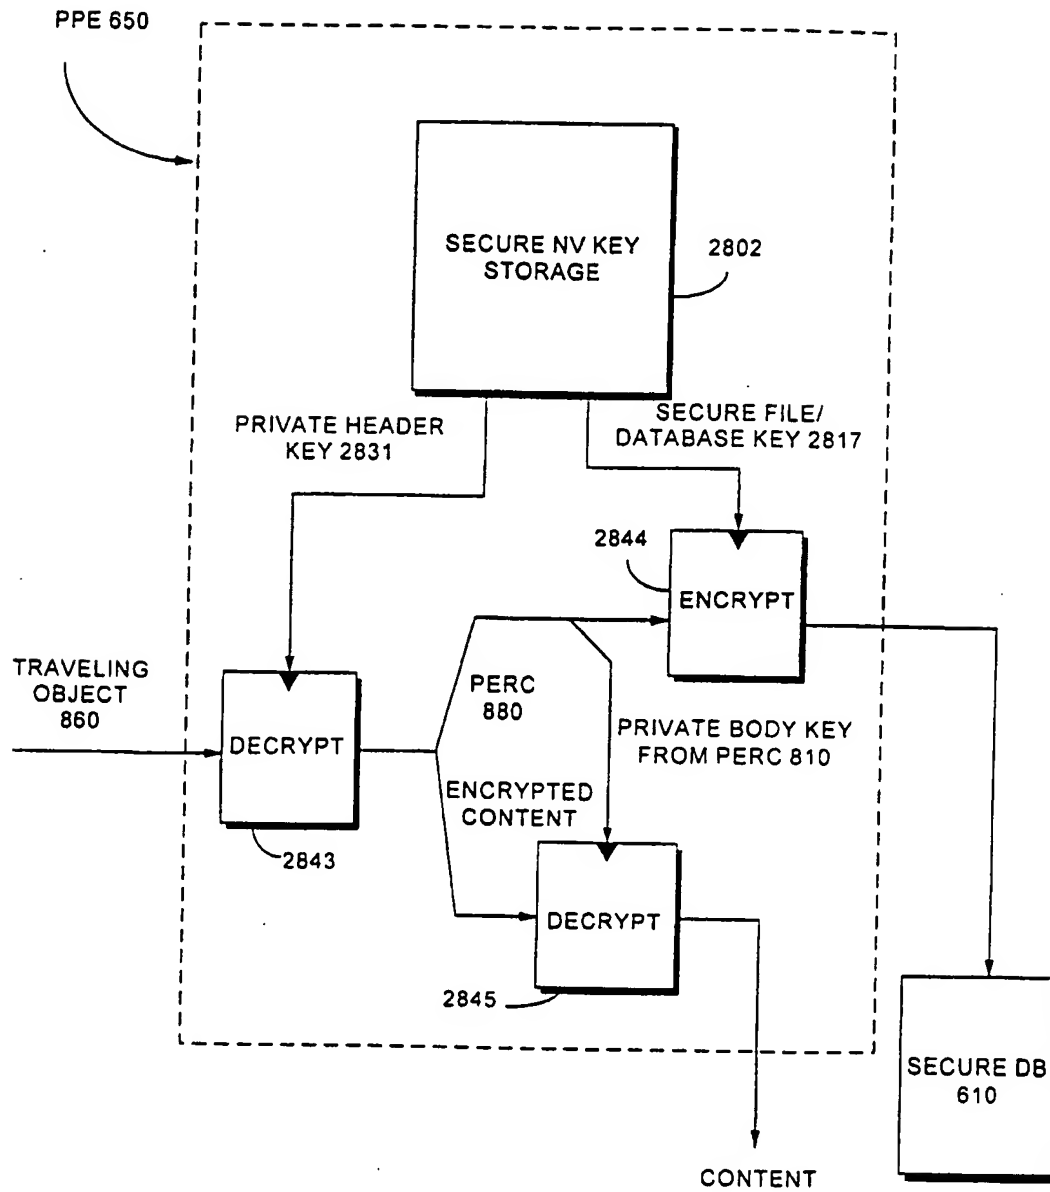 PPE 650
SECURE NV KEY
STORAGE
2802
PRIVATE HEADER
KEY 2831
SECURE FILE/
DATABASE KEY 2817
2844
ENCRYPT
TRAVELING
OBJECT
860
DECRYPT
PERC
880
PRIVATE BODY KEY
FROM PERC 810
ENCRYPTED
CONTENT
2843
DECRYPT
2845
SECURE DB
610
CONTENT